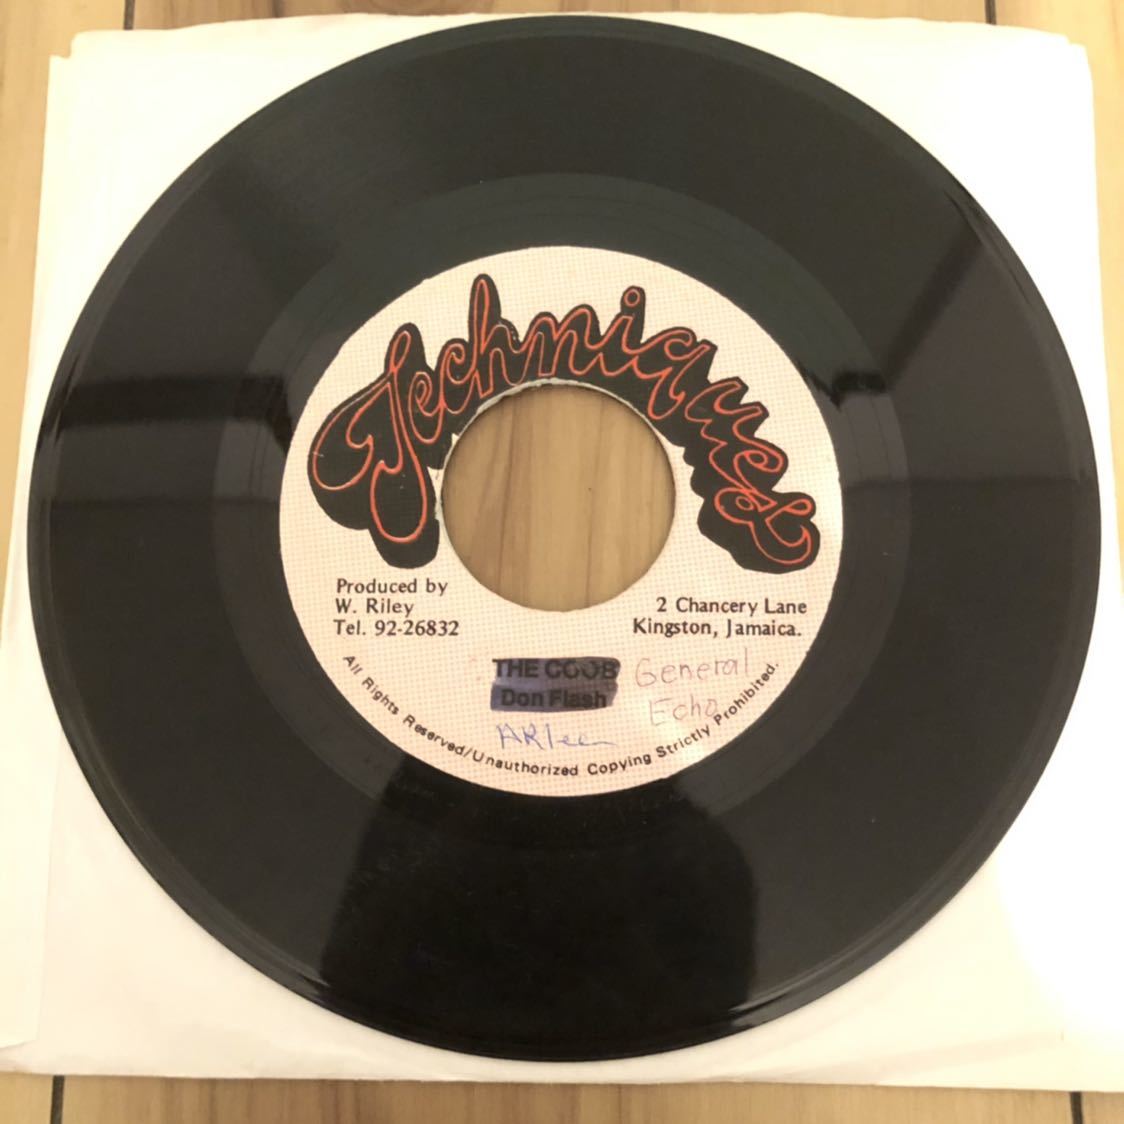 Techniques
Produced by
W. Riley
Tel. 92-26832
2 Chancery Lane
Kingston, Jamaica.
THE COOB
Don Flash
General
Echo
ARleen
All Rights Reserved/Unauthorized Copying Strictly Prohibited.